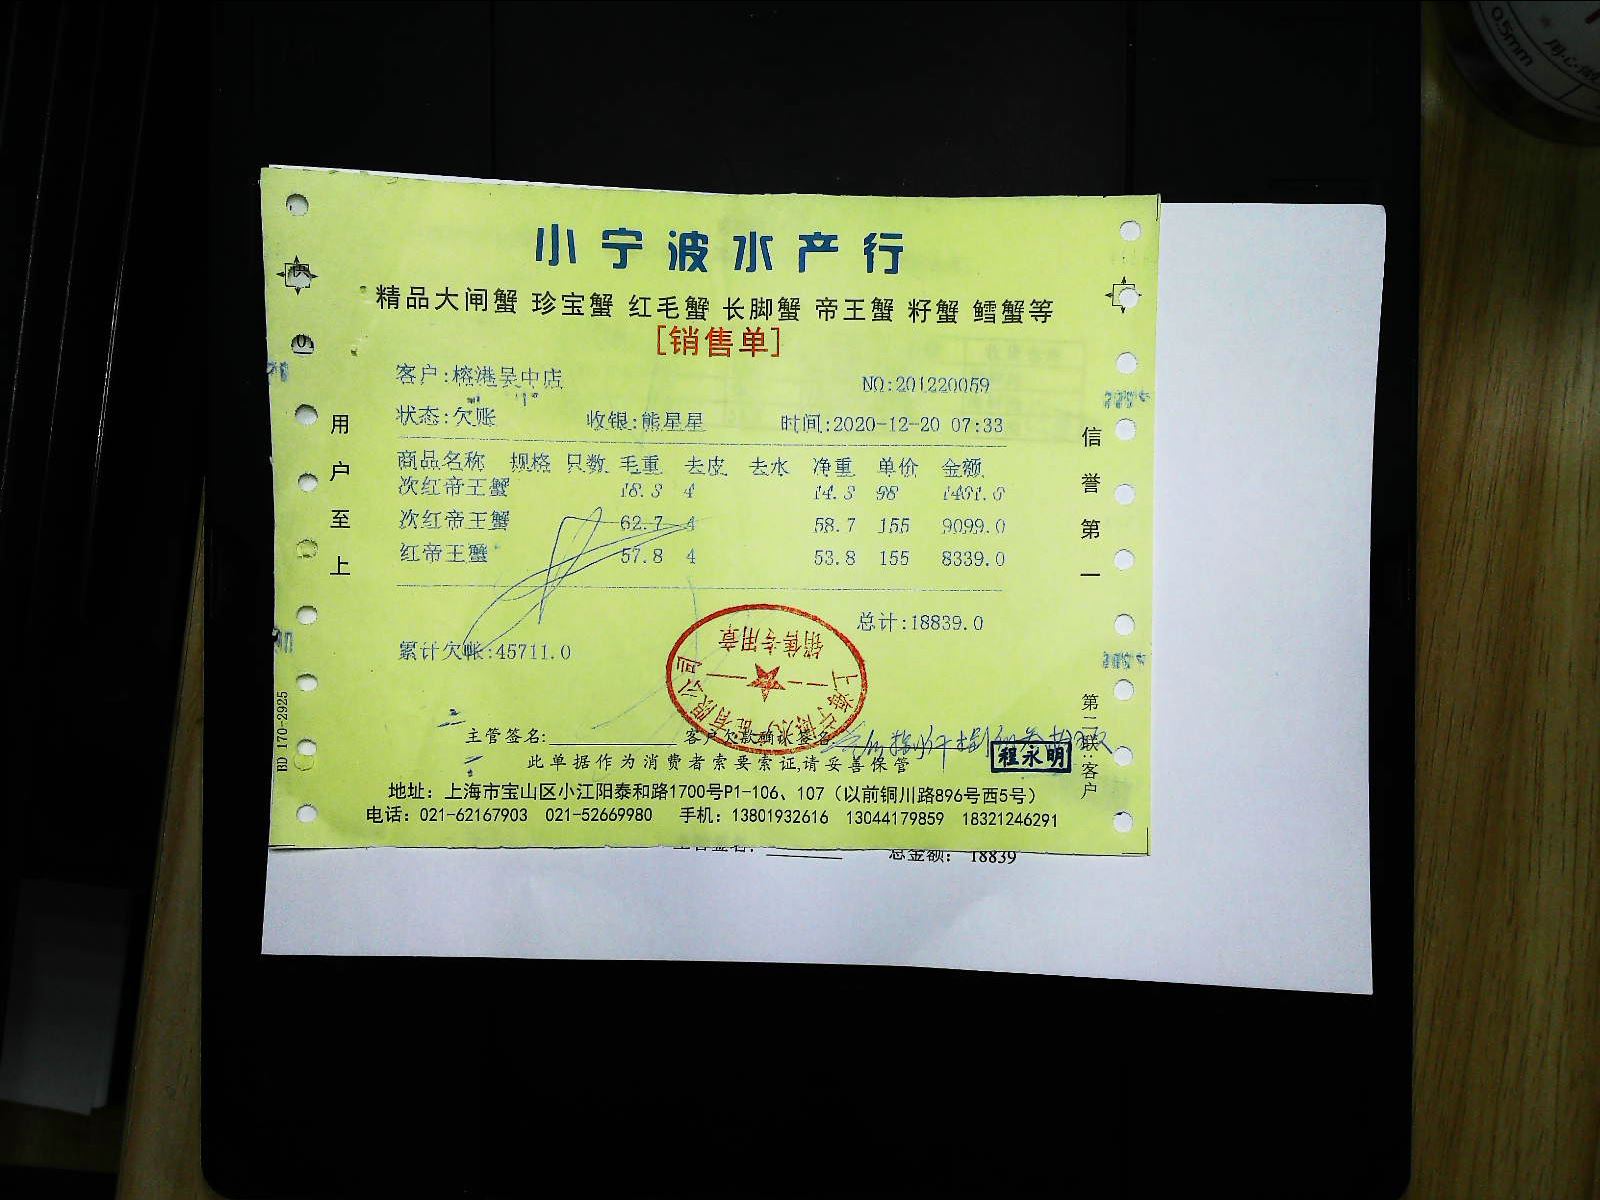 小宁波水产行
精品大闸蟹 珍宝蟹 红毛蟹 长脚蟹 帝王蟹 籽蟹 鳕蟹等
[销售单]
客户:榕港吴中店 NO:201220059
状态:欠账 收银:熊星星 时间:2020-12-20 07:33
商品名称 规格 只数 毛重 去皮 去水 净重 单价 金额
次红帝王蟹 18.3 4 14.3 98 1401.0
次红帝王蟹 62.7 4 58.7 155 9099.0
红帝王蟹 57.8 4 53.8 155 8339.0
总计:18839.0
累计欠帐:45711.0
销售专用章
主管签名: 客户欠款确认签名
程永明
此单据作为消费者索要索证,请妥善保管
地址：上海市宝山区小江阳泰和路1700号P1-106、107（以前铜川路896号西5号）
电话：021-62167903 021-52669980 手机：13801932616 13044179859 18321246291
用户至上
信誉第一
第二联:客户
BD 170-2925
总金额： 18839
0.5mm